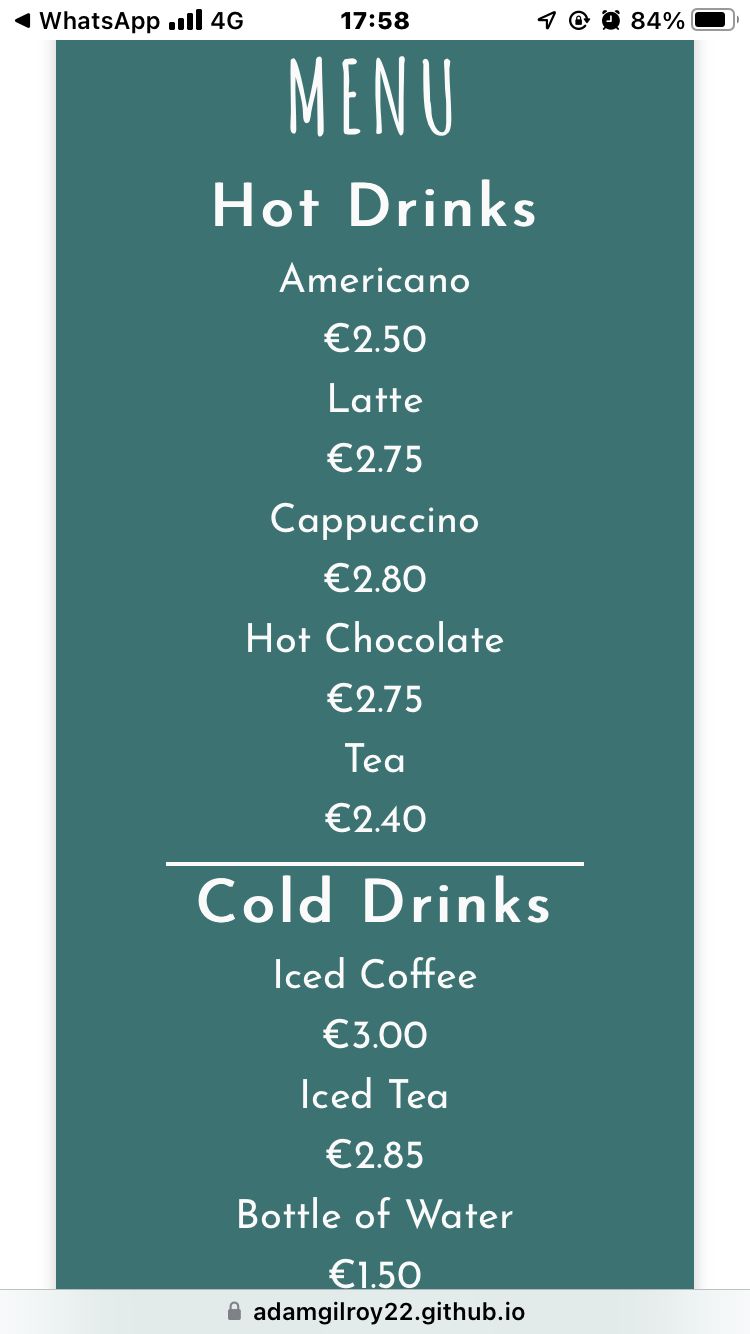 WhatsApp 4G 17:58 84%
MENU
Hot Drinks
Americano
€2.50
Latte
€2.75
Cappuccino
€2.80
Hot Chocolate
€2.75
Tea
€2.40
Cold Drinks
Iced Coffee
€3.00
Iced Tea
€2.85
Bottle of Water
€1.50
adamgilroy22.github.io